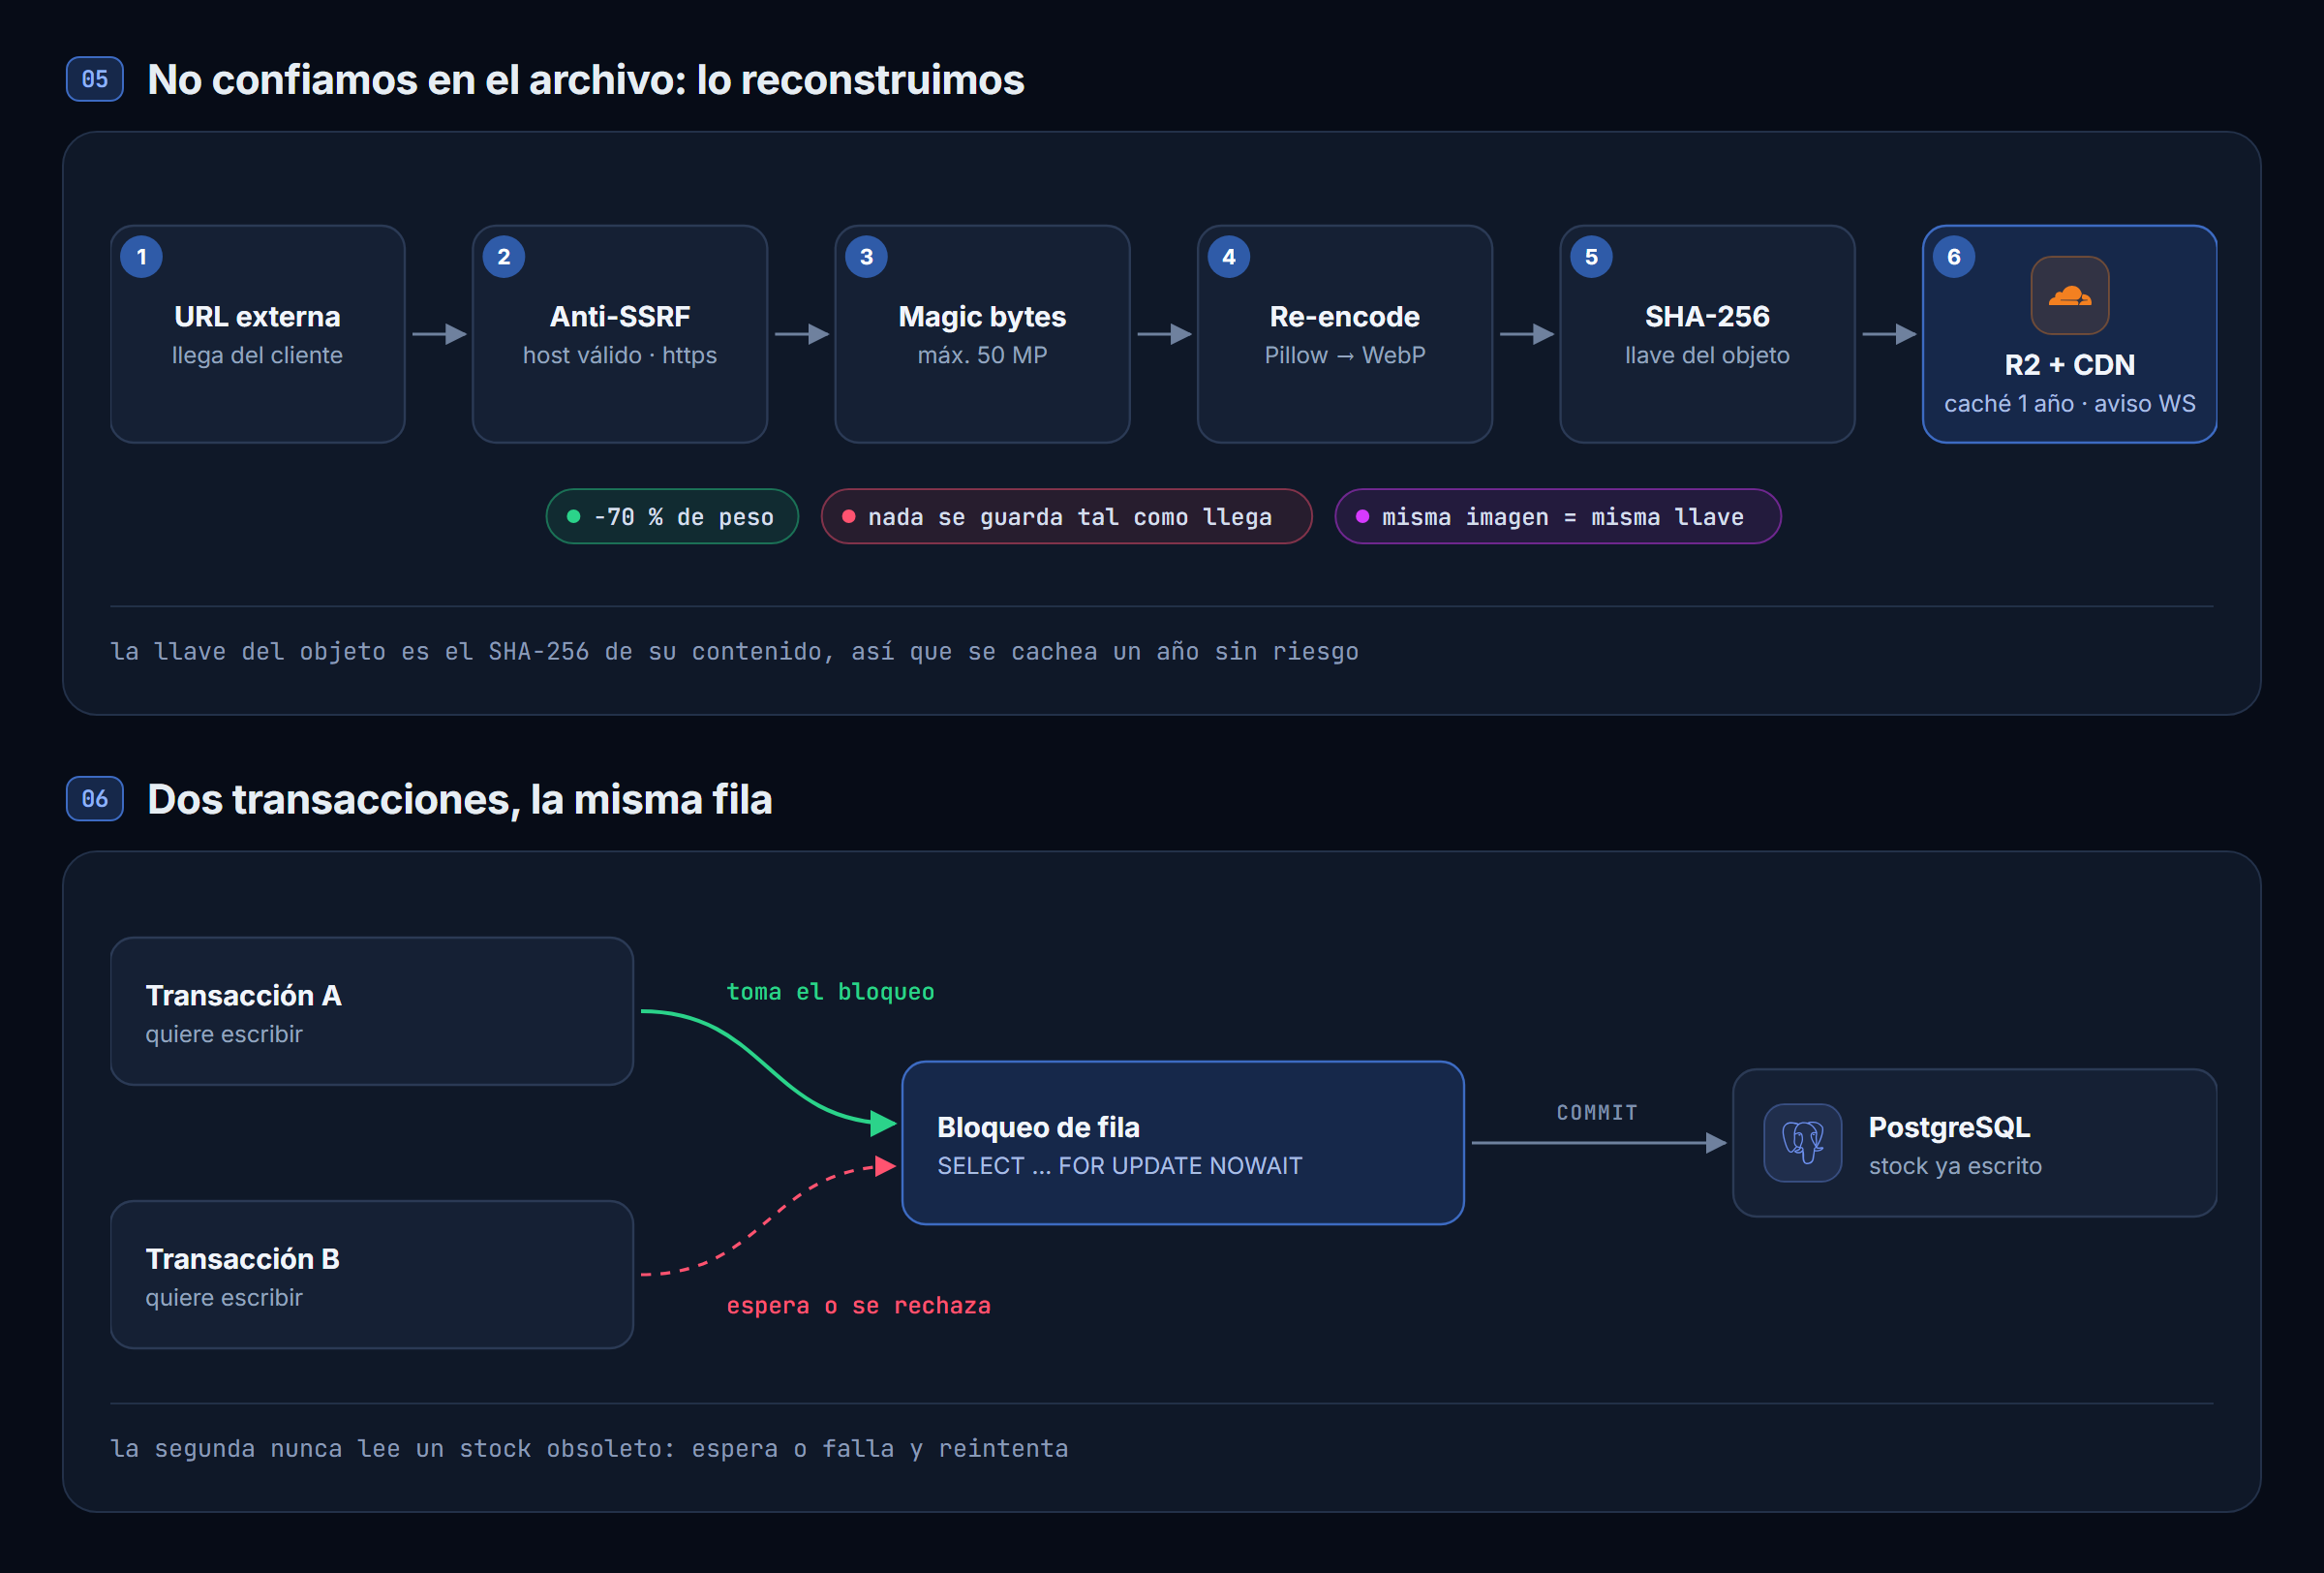 05 No confiamos en el archivo: lo reconstruimos
1
URL externa
llega del cliente
2
Anti-SSRF
host válido · https
3
Magic bytes
máx. 50 MP
4
Re-encode
Pillow → WebP
5
SHA-256
llave del objeto
6
R2 + CDN
caché 1 año · aviso WS
-70 % de peso
nada se guarda tal como llega
misma imagen = misma llave
la llave del objeto es el SHA-256 de su contenido, así que se cachea un año sin riesgo
06 Dos transacciones, la misma fila
Transacción A
quiere escribir
toma el bloqueo
Transacción B
quiere escribir
espera o se rechaza
Bloqueo de fila
SELECT ... FOR UPDATE NOWAIT
COMMIT
PostgreSQL
stock ya escrito
la segunda nunca lee un stock obsoleto: espera o falla y reintenta